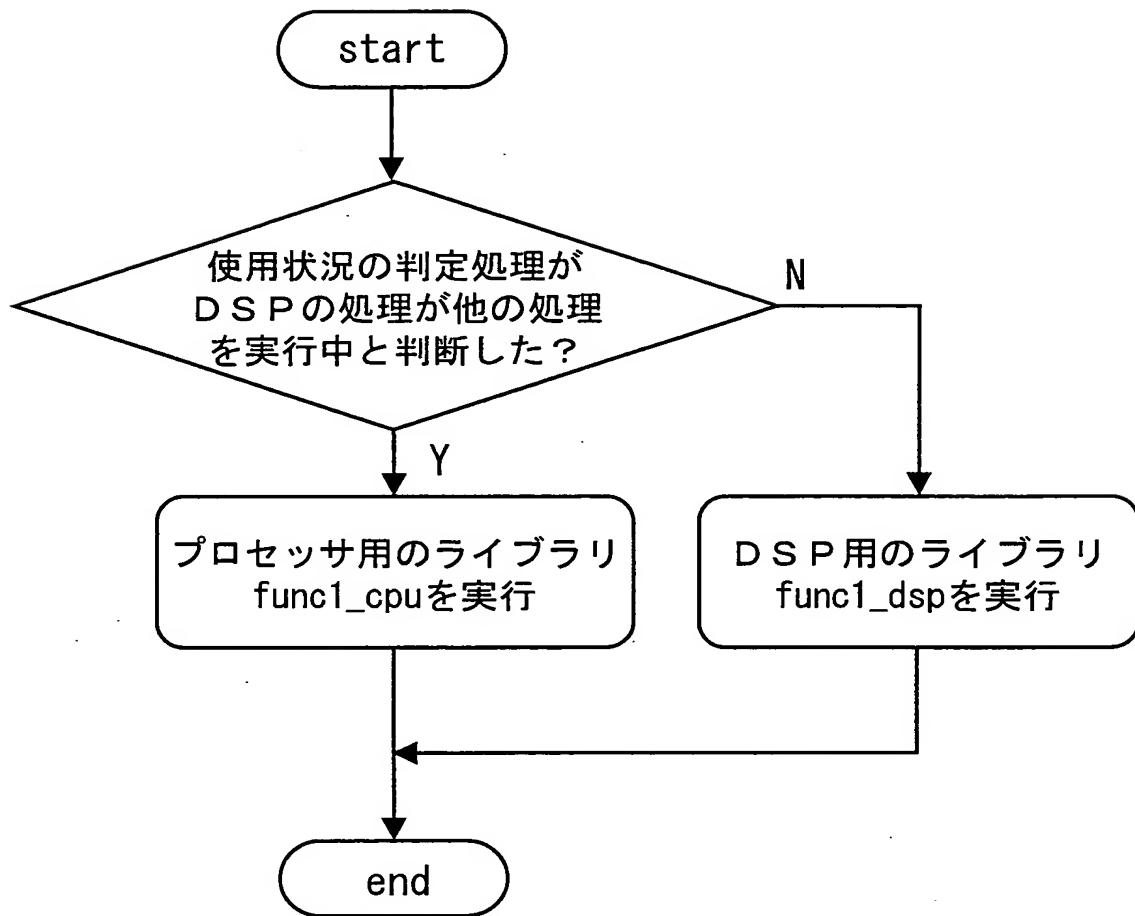 start
使用状況の判定処理が
ＤＳＰの処理が他の処理
を実行中と判断した？
N
Y
プロセッサ用のライブラリ
func1_cpuを実行
ＤＳＰ用のライブラリ
func1_dspを実行
end